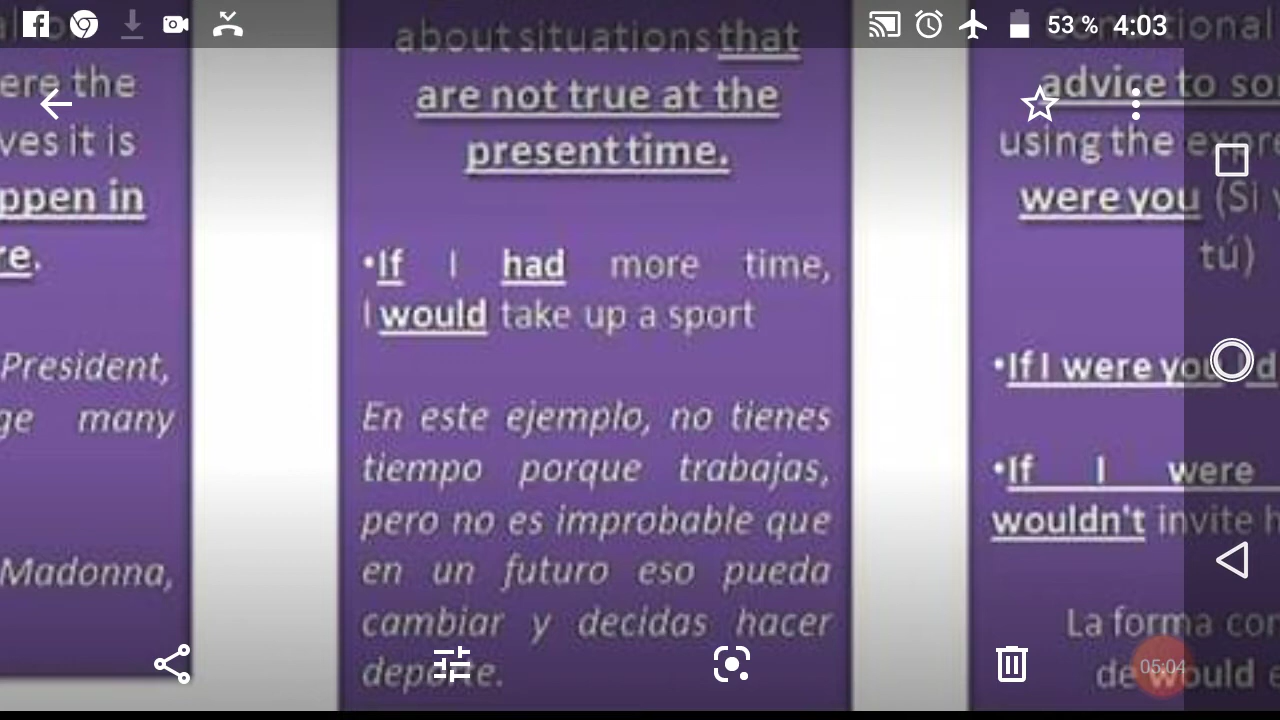 53 % 4:03
ere the
ves it is
ppen in
re.
President,
ge many
Madonna,
about situations that
are not true at the
present time.
•If I had more time,
I would take up a sport
En este ejemplo, no tienes
tiempo porque trabajas,
pero no es improbable que
en un futuro eso pueda
cambiar y decidas hacer
deporte.
advice to
using the
were you (Si
tú)
•If I were you
•If I were
wouldn't invite
La forma
de would
05:04